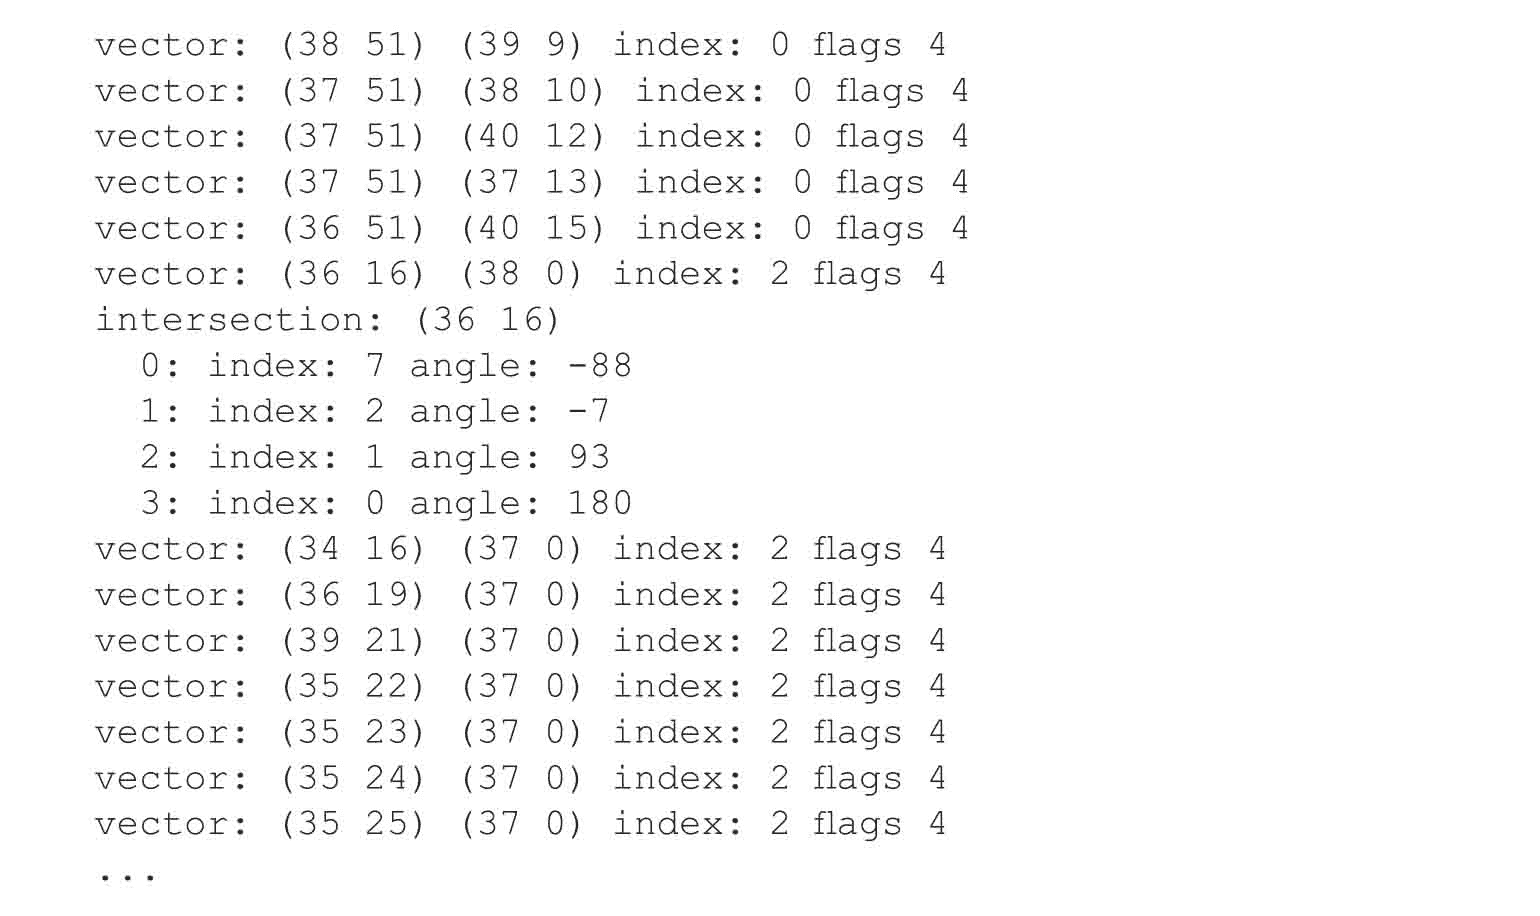 vector: (38 51) (39 9) index: 0 flags 4
vector: (37 51) (38 10) index: 0 flags 4
vector: (37 51) (40 12) index: 0 flags 4
vector: (37 51) (37 13) index: 0 flags 4
vector: (36 51) (40 15) index: 0 flags 4
vector: (36 16) (38 0) index: 2 flags 4
intersection: (36 16)
  0: index: 7 angle: -88
  1: index: 2 angle: -7
  2: index: 1 angle: 93
  3: index: 0 angle: 180
vector: (34 16) (37 0) index: 2 flags 4
vector: (36 19) (37 0) index: 2 flags 4
vector: (39 21) (37 0) index: 2 flags 4
vector: (35 22) (37 0) index: 2 flags 4
vector: (35 23) (37 0) index: 2 flags 4
vector: (35 24) (37 0) index: 2 flags 4
vector: (35 25) (37 0) index: 2 flags 4
...